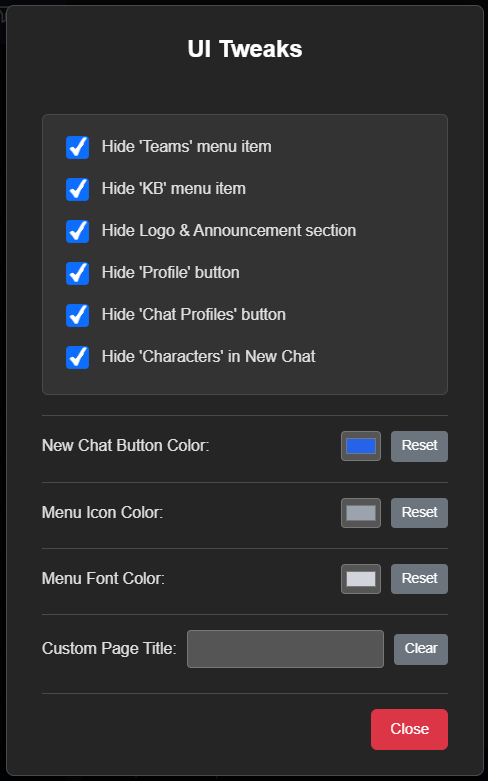 UI Tweaks
Hide 'Teams' menu item
Hide 'KB' menu item
Hide Logo & Announcement section
Hide 'Profile' button
Hide 'Chat Profiles' button
Hide 'Characters' in New Chat
New Chat Button Color: Reset
Menu Icon Color: Reset
Menu Font Color: Reset
Custom Page Title: Clear
Close